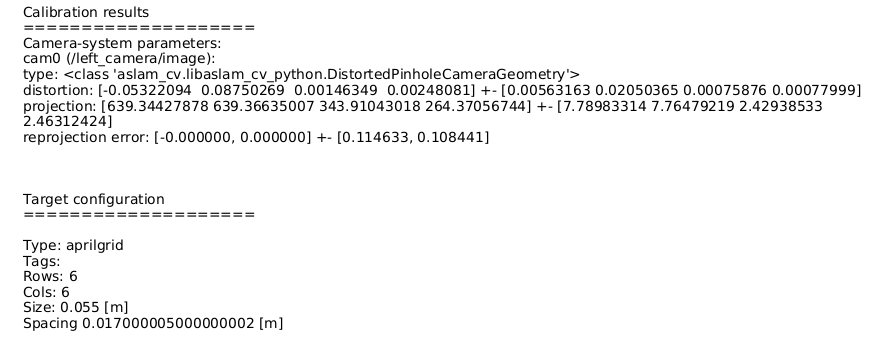 Calibration results
====================
Camera-system parameters:
cam0 (/left_camera/image):
type: <class 'aslam_cv.libaslam_cv_python.DistortedPinholeCameraGeometry'>
distortion: [-0.05322094  0.08750269  0.00146349  0.00248081] +- [0.00563163 0.02050365 0.00075876 0.00077999]
projection: [639.34427878 639.36635007 343.91043018 264.37056744] +- [7.78983314 7.76479219 2.42938533
2.46312424]
reprojection error: [-0.000000, 0.000000] +- [0.114633, 0.108441]
Target configuration
====================
Type: aprilgrid
Tags:
Rows: 6
Cols: 6
Size: 0.055 [m]
Spacing 0.017000005000000002 [m]